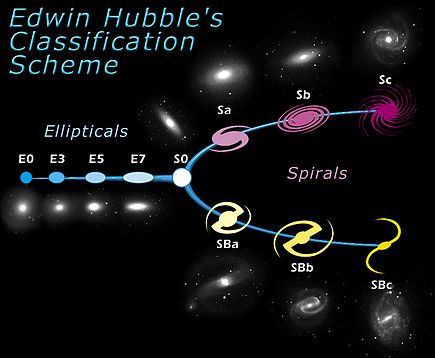 Edwin Hubble's
Classification
Scheme
Ellipticals
E0 E3 E5 E7 S0
Sa
Sb
Sc
Spirals
SBa
SBb
SBc